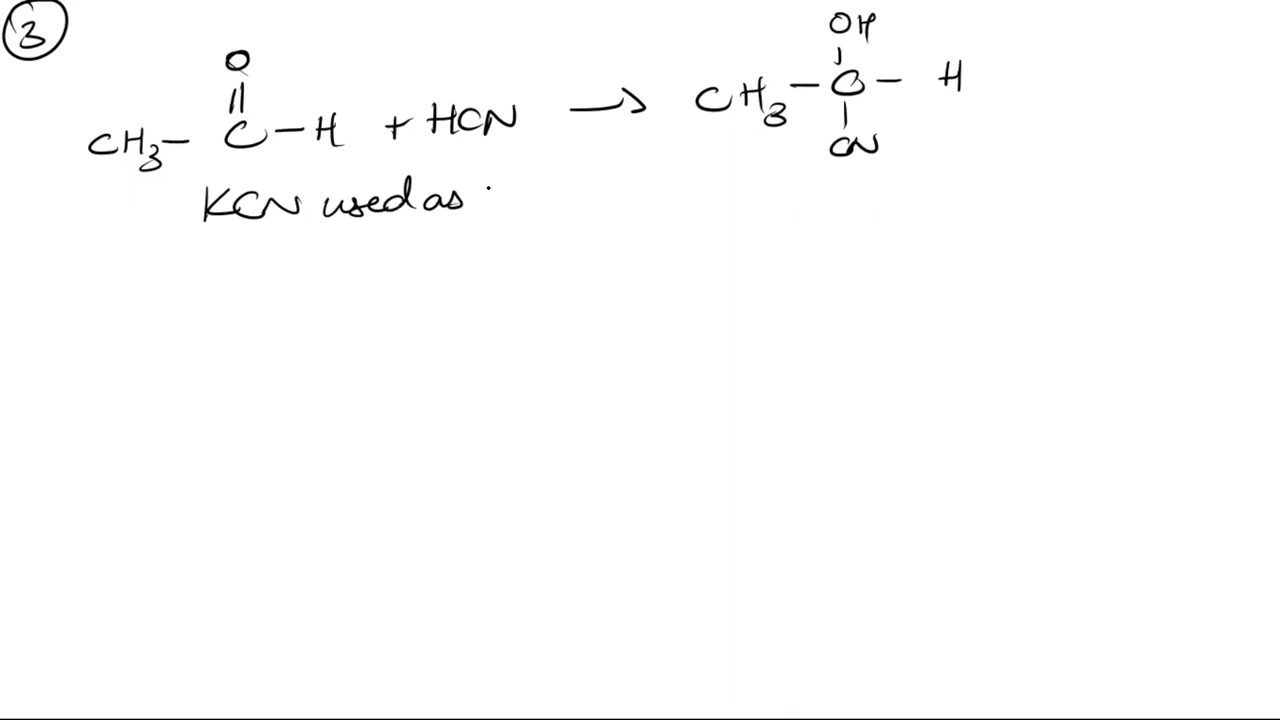 3
O
||
CH3- C-H + HCN → CH3-C-H
OH
CN
KCN used as